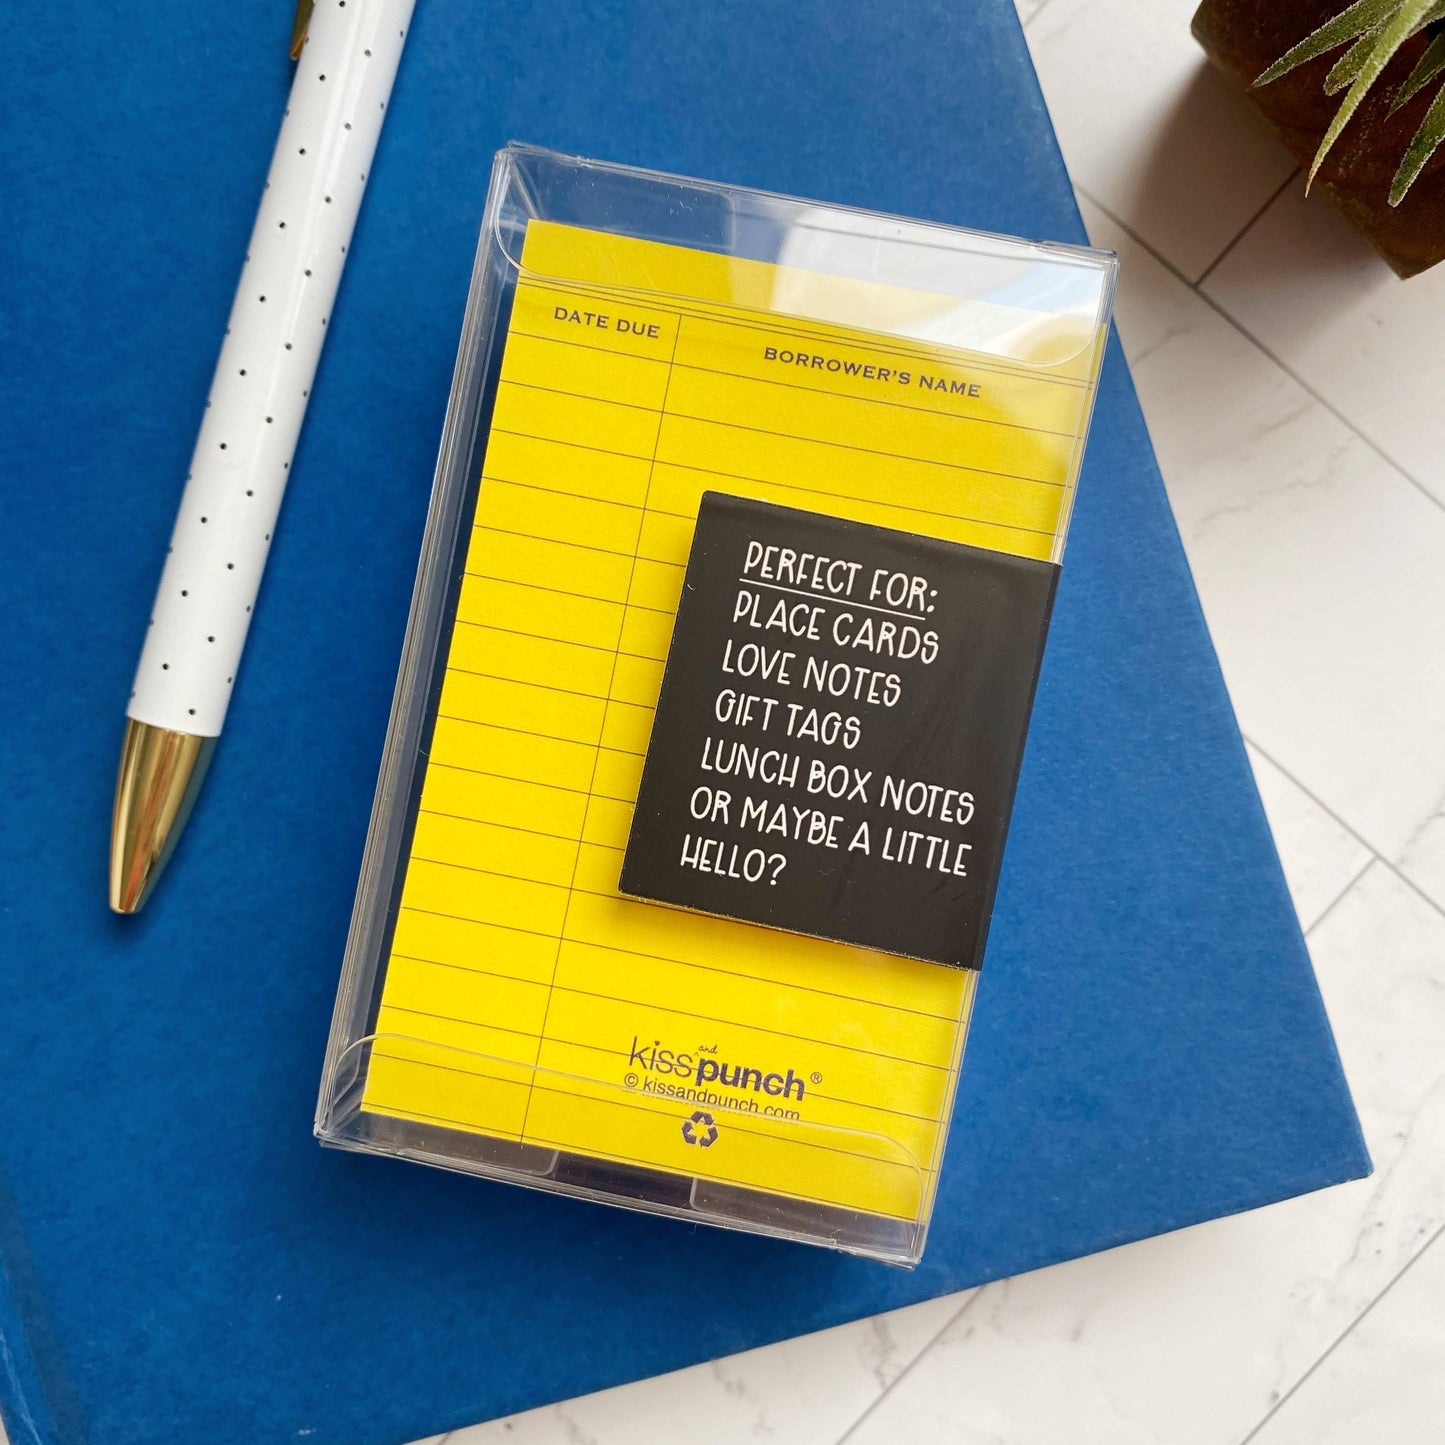 DATE DUE
BORROWER'S NAME
PERFECT FOR:
PLACE CARDS
LOVE NOTES
GIFT TAGS
LUNCH BOX NOTES
OR MAYBE A LITTLE
HELLO?
kiss and punch®
© kissandpunch.com